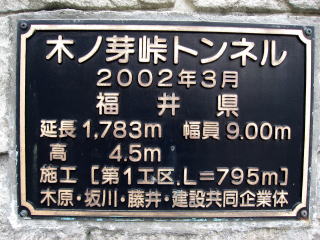 木ノ芽峠トンネル
2002年3月
福井県
延長1,783m 幅員9.00m
高 4.5m
施工 [第1工区.L=795m]
木原・坂川・藤井・建設共同企業体